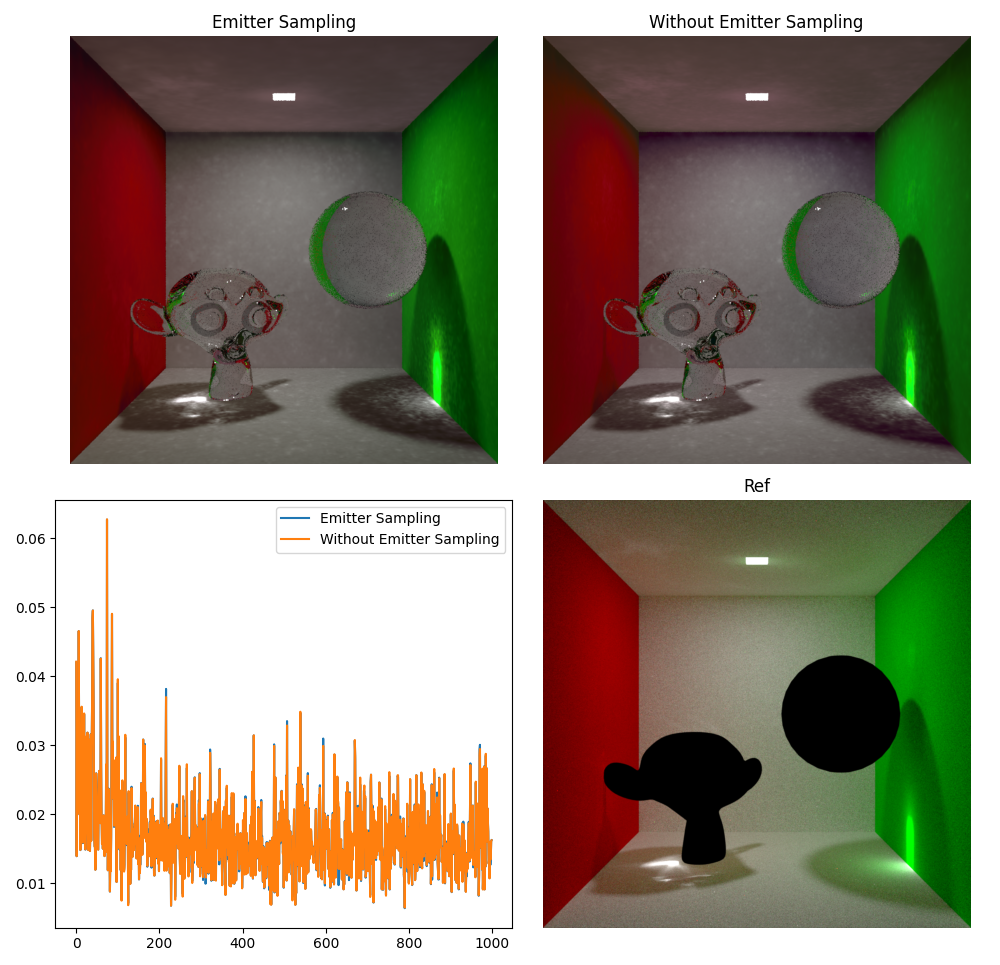 Emitter Sampling
Without Emitter Sampling
Emitter Sampling
Without Emitter Sampling
0.06
0.05
0.04
0.03
0.02
0.01
0 200 400 600 800 1000
Ref